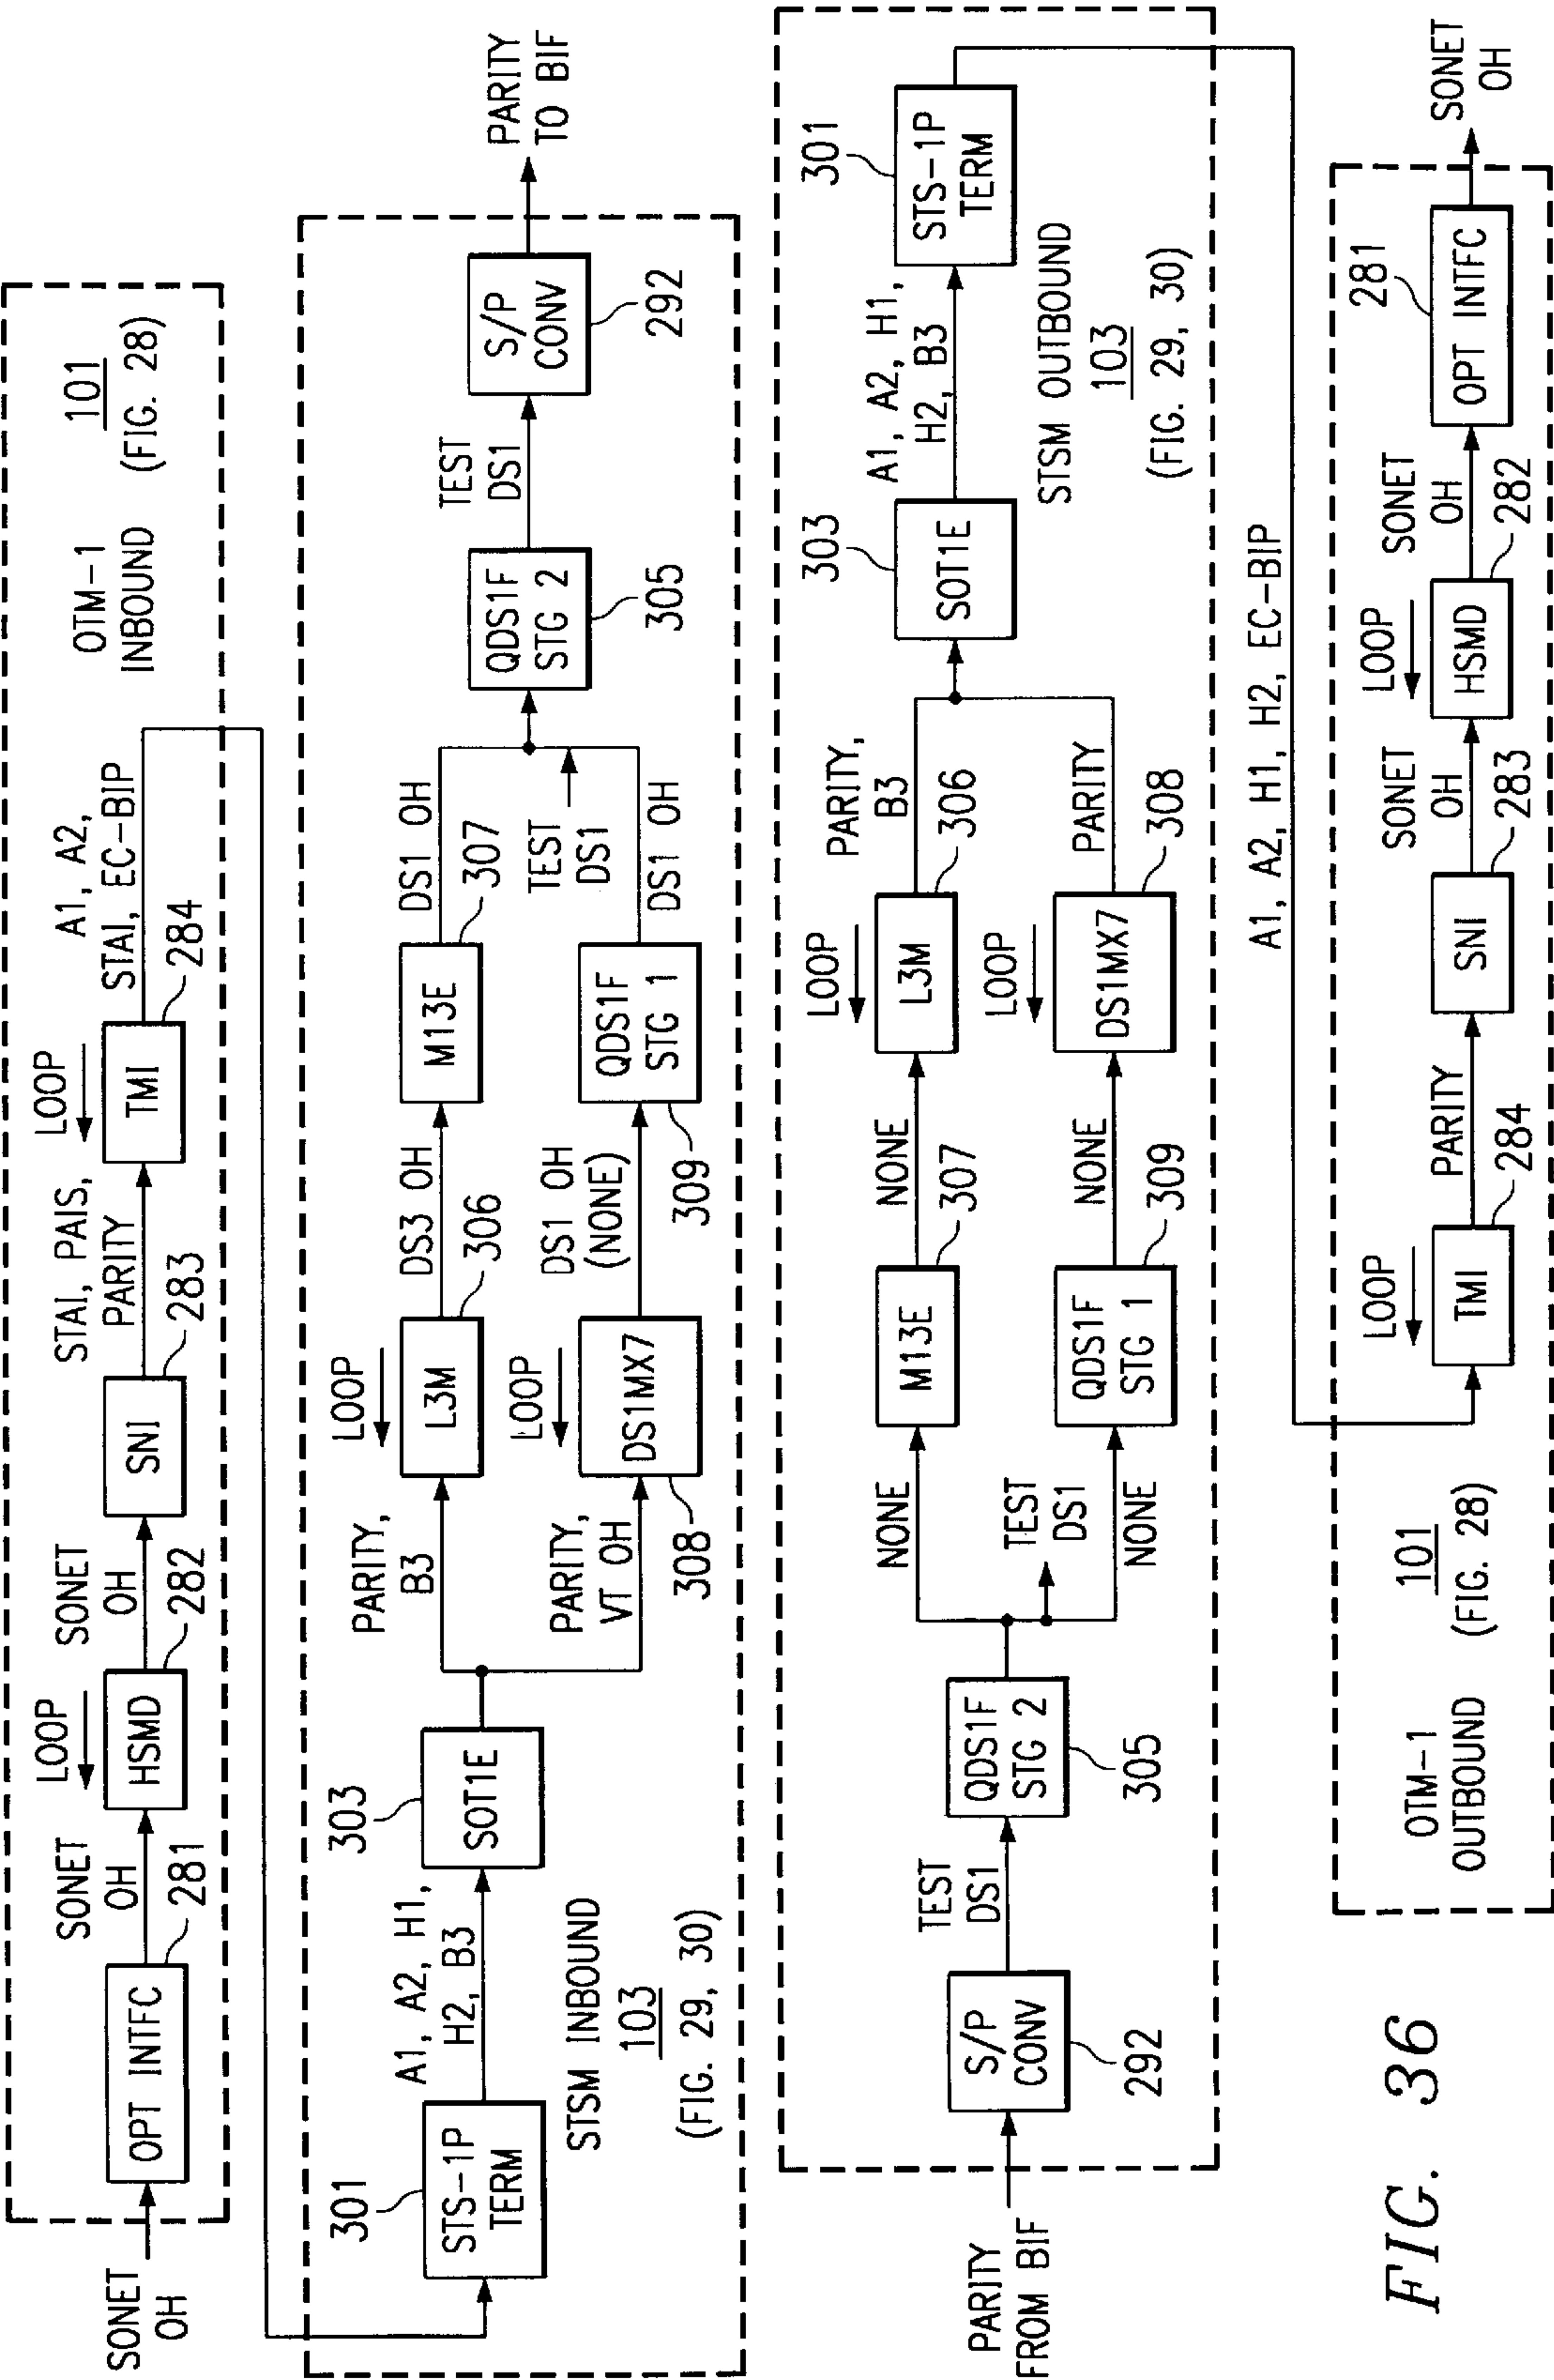 SONET
OH
OPT INTFC
281
SONET
OH
LOOP
HSMD
282
SONET
OH
SNI
283
STAI, PAIS,
PARITY
LOOP
TMI
284
A1, A2,
STAI, EC-BIP
OTM-1
INBOUND
101
(FIG. 28)
301
STS-1P
TERM
A1, A2, H1,
H2, B3
STSM INBOUND
103
(FIG. 29, 30)
303
SOT1E
PARITY,
B3
PARITY,
VT OH
LOOP
L3M
306
LOOP
DS1MX7
308
DS3 OH
DS1 OH
(NONE)
M13E
307
QDS1F
STG 1
309
DS1 OH
TEST
DS1
DS1 OH
QDS1F
STG 2
305
TEST
DS1
S/P
CONV
292
PARITY
TO BIF
PARITY
FROM BIF
S/P
CONV
292
TEST
DS1
QDS1F
STG 2
305
NONE
TEST
DS1
NONE
M13E
307
QDS1F
STG 1
309
NONE
NONE
LOOP
L3M
306
LOOP
DS1MX7
308
PARITY,
B3
PARITY
303
SOT1E
A1, A2, H1,
H2, B3
301
STS-1P
TERM
STSM OUTBOUND
103
(FIG. 29, 30)
A1, A2, H1, H2, EC-BIP
OTM-1
OUTBOUND
101
(FIG. 28)
LOOP
TMI
284
PARITY
SNI
283
SONET
OH
LOOP
HSMD
282
SONET
OH
OPT INTFC
281
SONET
OH
FIG. 36